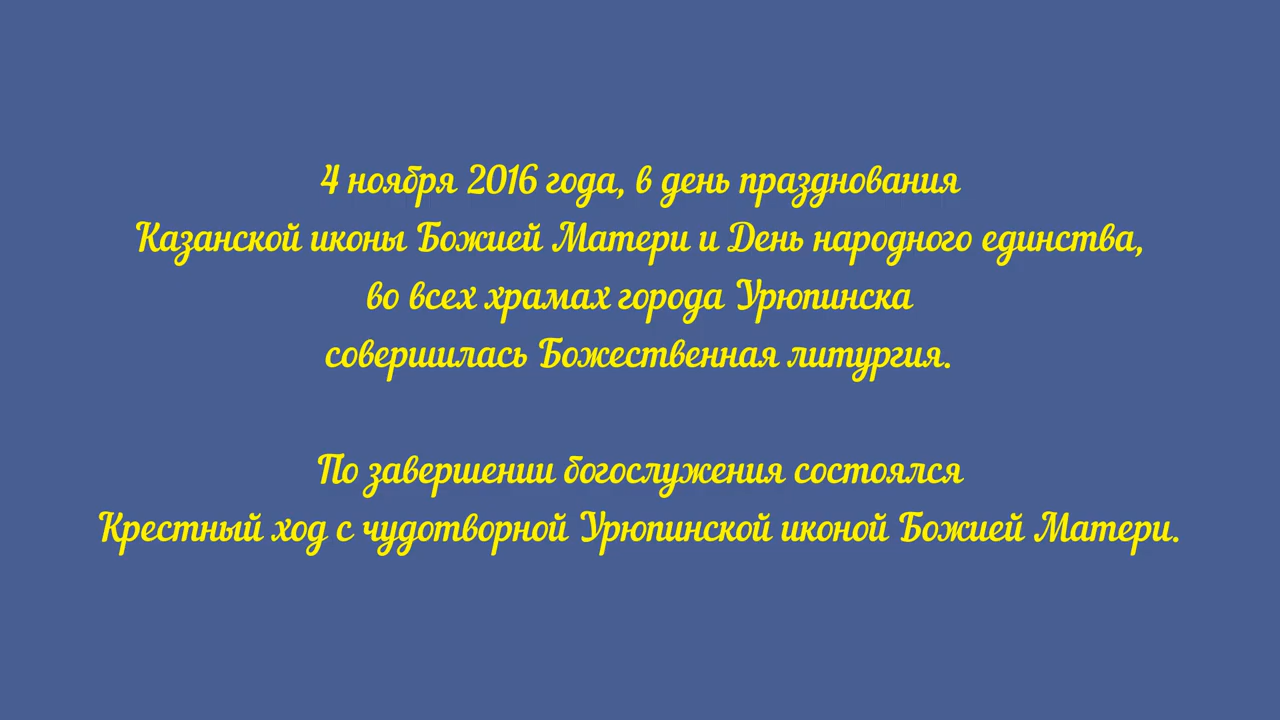 4 ноября 2016 года, в день празднования
Казанской иконы Божией Матери и День народного единства,
во всех храмах города Урюпинска
совершилась Божественная литургия.
По завершении богослужения состоялся
Крестный ход с чудотворной Урюпинской иконой Божией Матери.